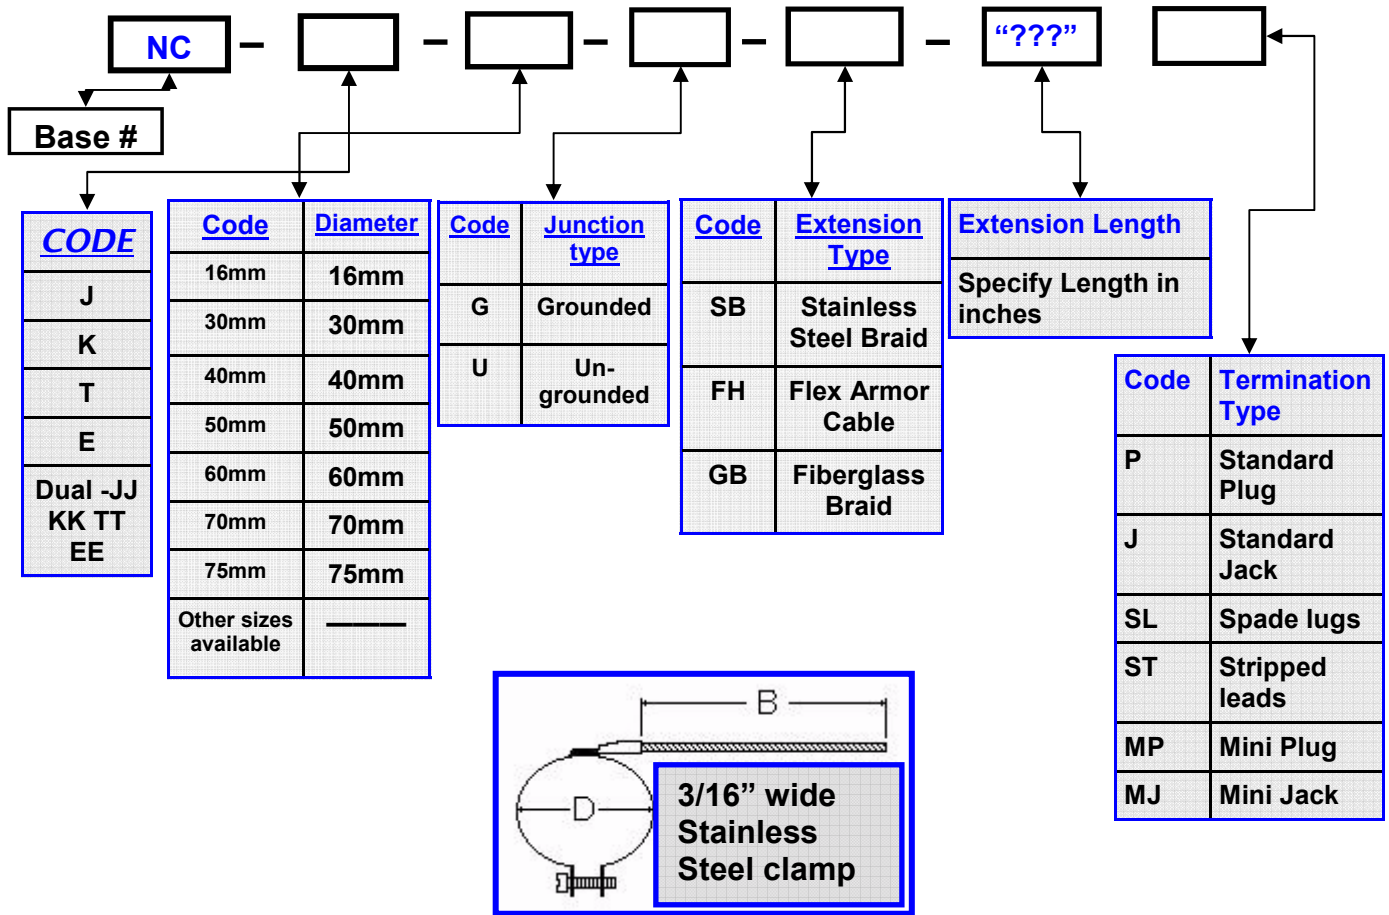 NC – – – – – “???”
Base #
CODE
J
K
T
E
Dual -JJ
KK TT
EE
Code Diameter
16mm 16mm
30mm 30mm
40mm 40mm
50mm 50mm
60mm 60mm
70mm 70mm
75mm 75mm
Other sizes
available ———
Code Junction
type
G Grounded
U Un-
grounded
Code Extension
Type
SB Stainless
Steel Braid
FH Flex Armor
Cable
GB Fiberglass
Braid
Extension Length
Specify Length in
inches
Code Termination
Type
P Standard
Plug
J Standard
Jack
SL Spade lugs
ST Stripped
leads
MP Mini Plug
MJ Mini Jack
B
D
3/16” wide
Stainless
Steel clamp